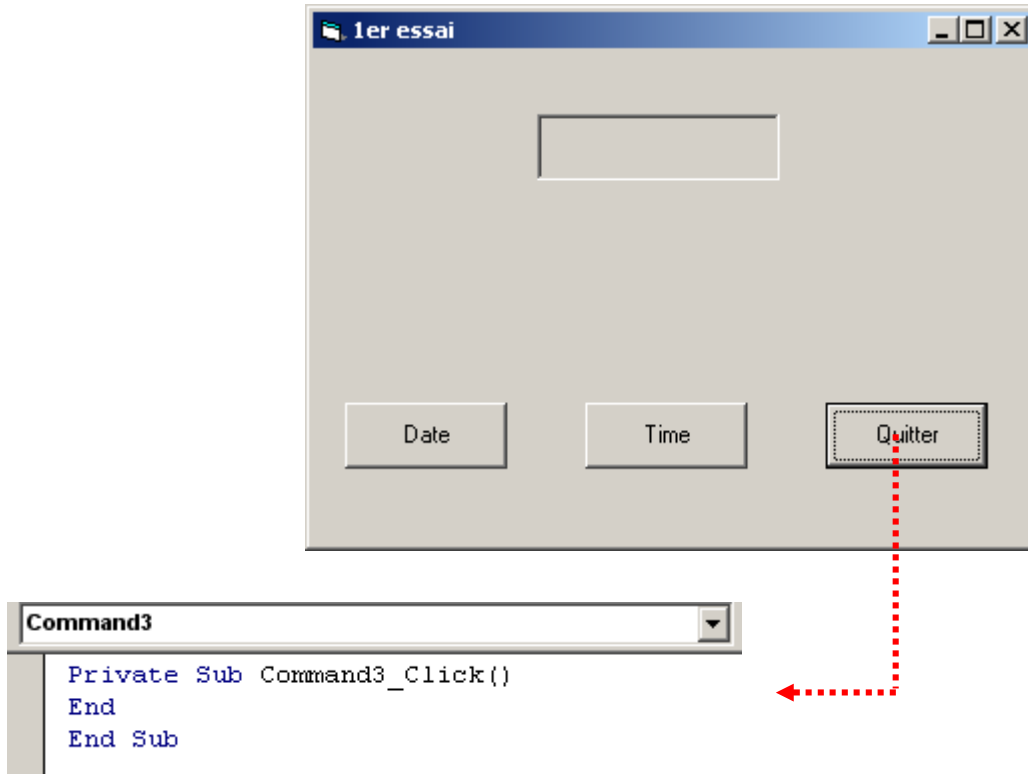 1er essai
Date Time Quitter
Command3
Private Sub Command3_Click()
End
End Sub